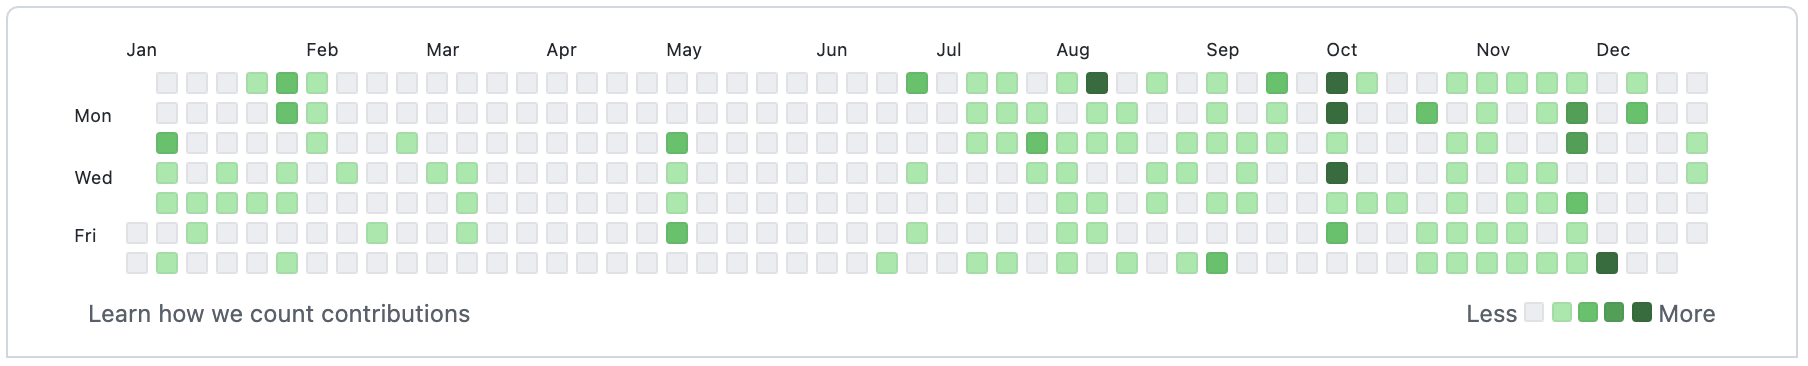 Jan Feb Mar Apr May Jun Jul Aug Sep Oct Nov Dec
Mon
Wed
Fri
Learn how we count contributions
Less More